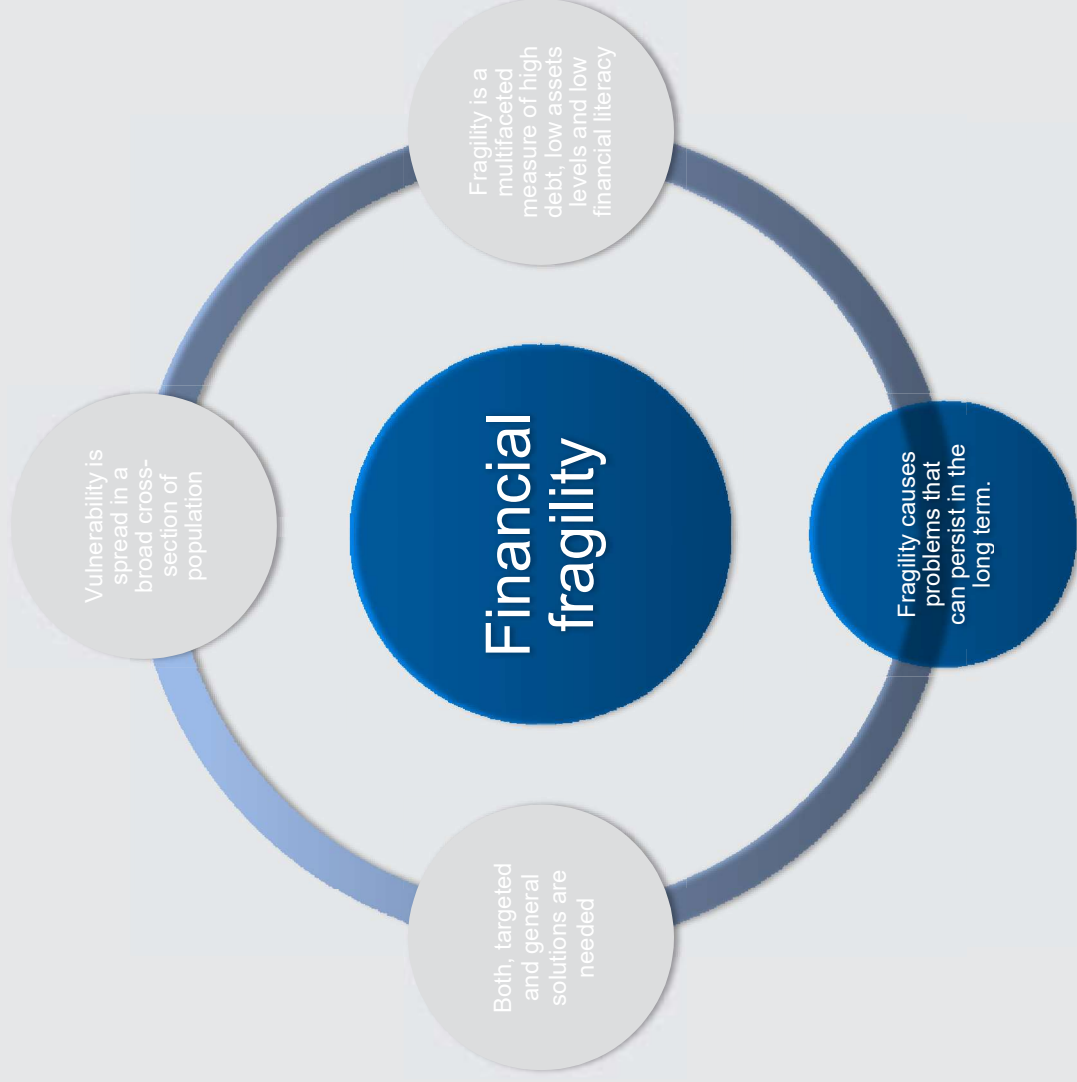 Vulnerability is
spread in a
broad cross-
section of
population
Both, targeted
and general
solutions are
needed
Financial
fragility
Fragility is a
multifaceted
measure of high
debt, low assets
levels and low
financial literacy
Fragility causes
problems that
can persist in the
long term.